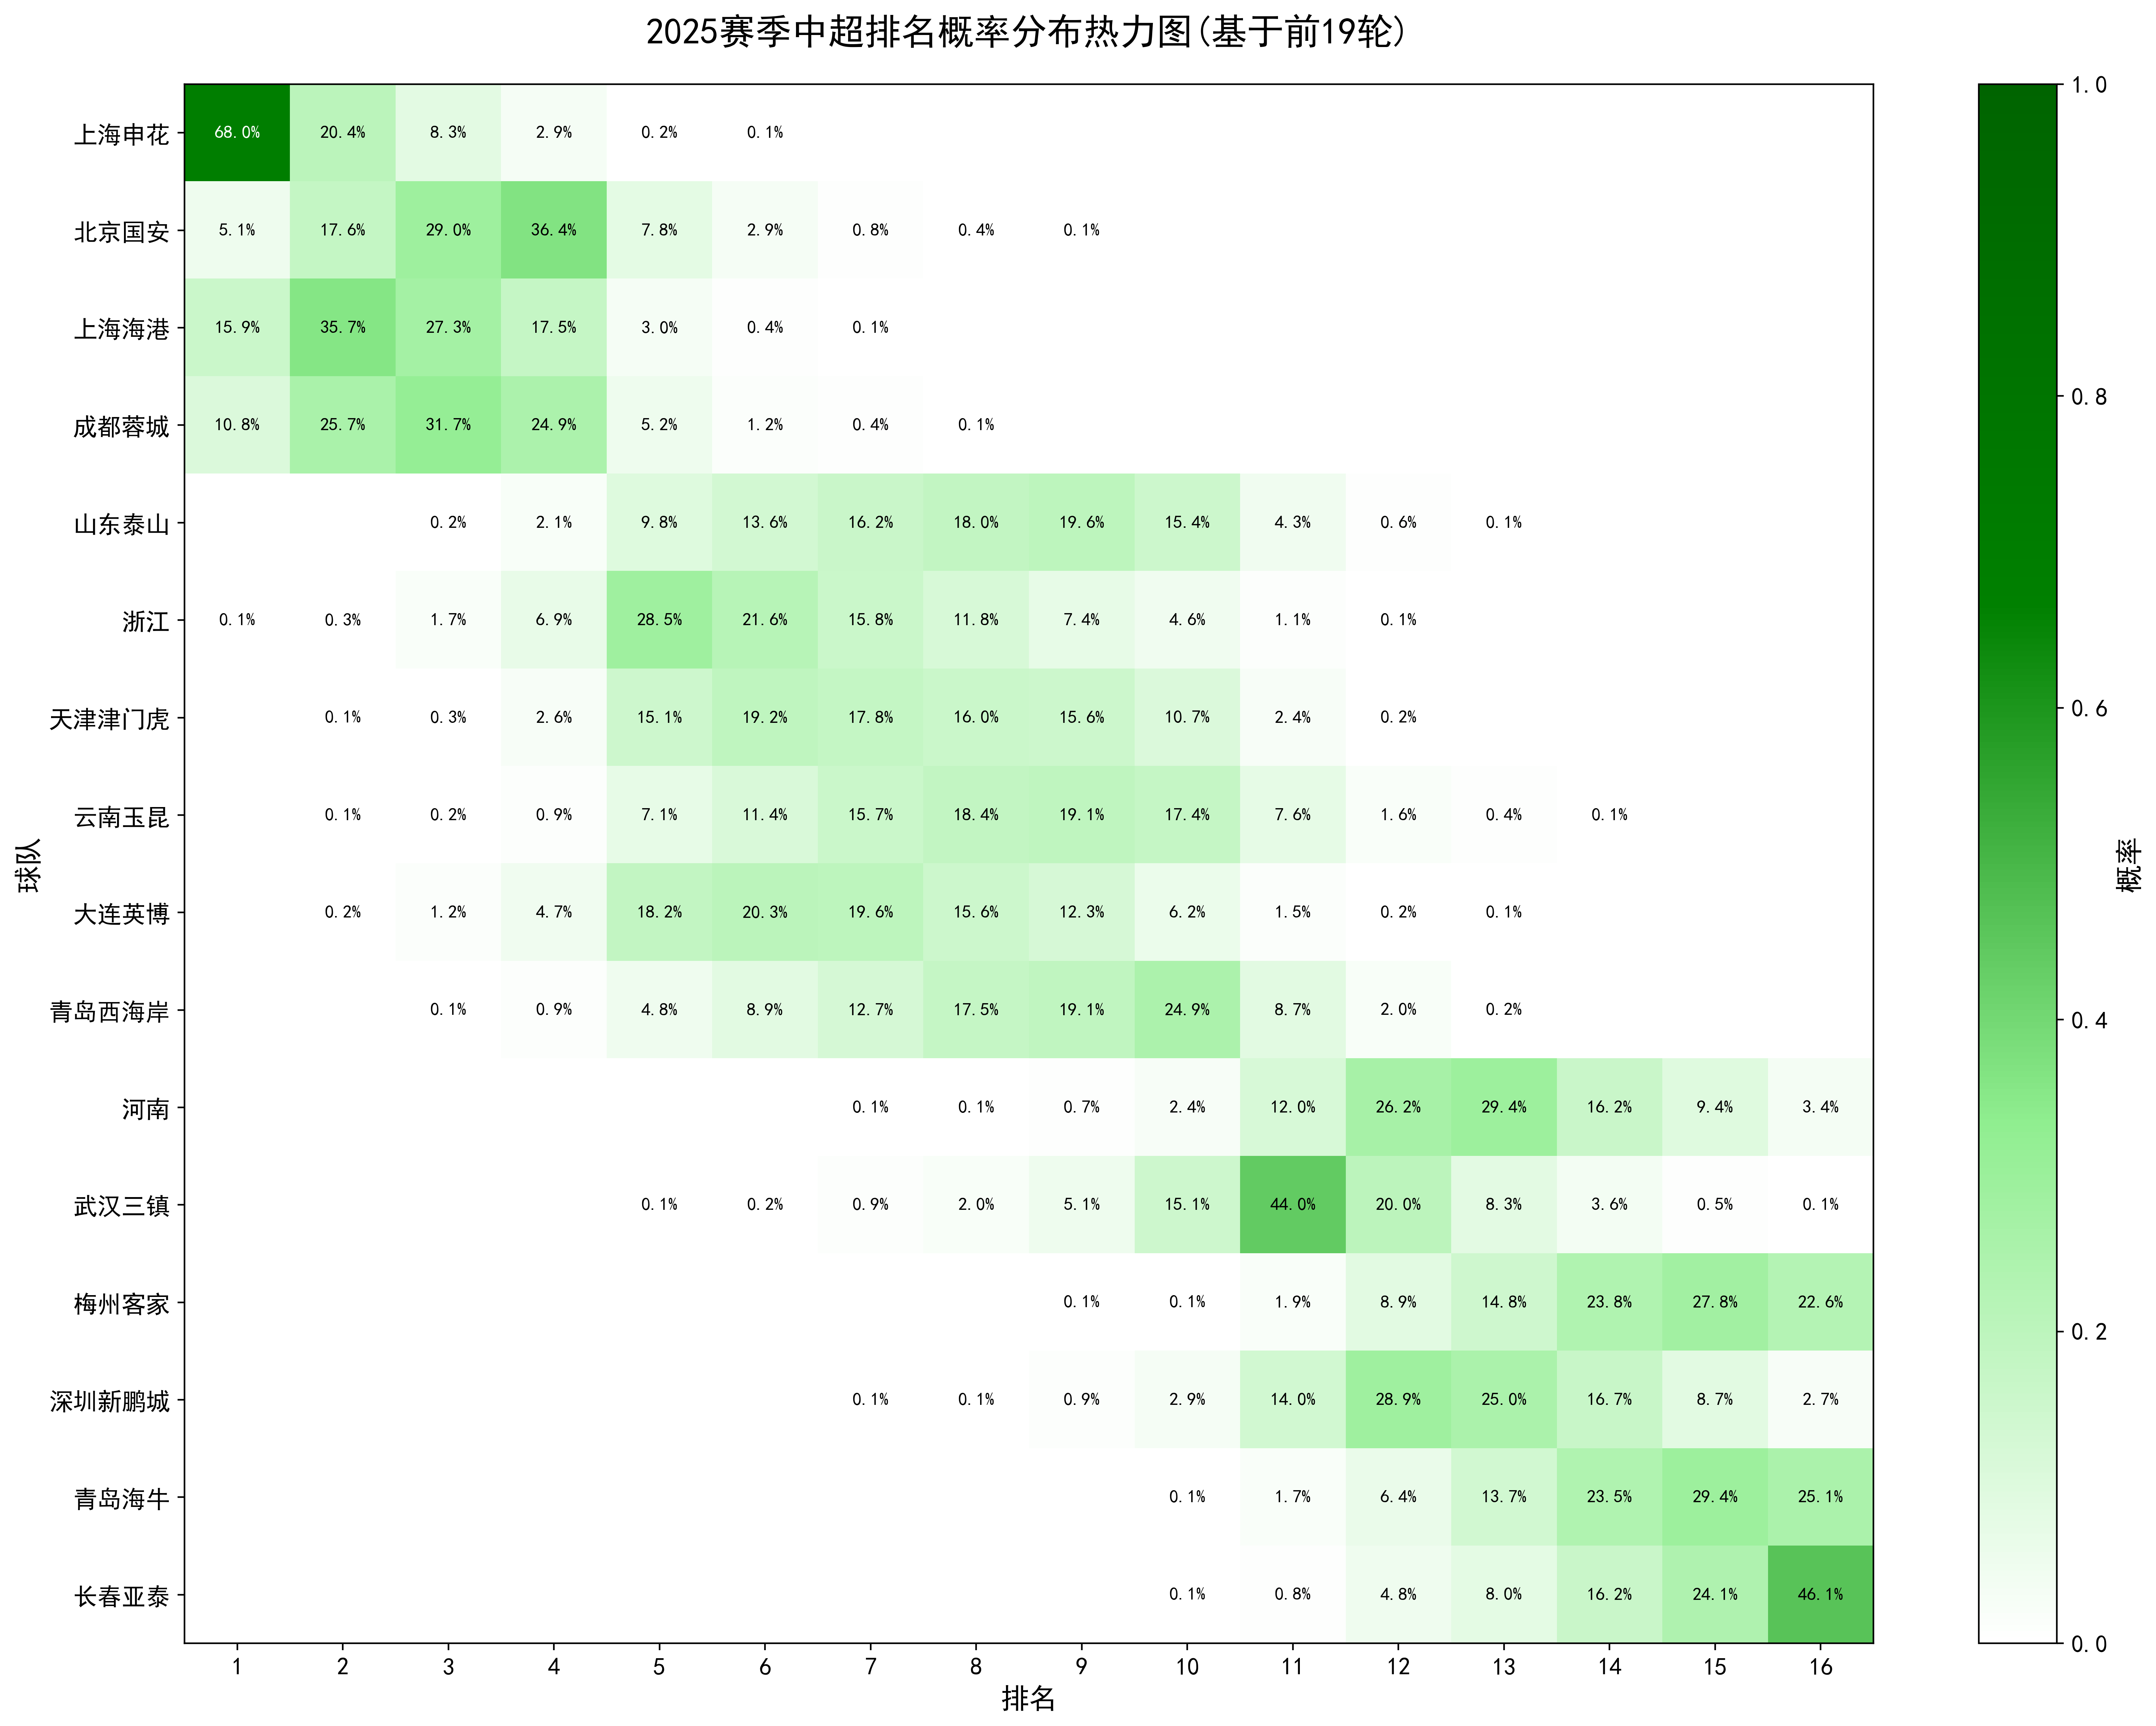 2025赛季中超排名概率分布热力图(基于前19轮)
上海申花 68.0% 20.4% 8.3% 2.9% 0.2% 0.1%
北京国安 5.1% 17.6% 29.0% 36.4% 7.8% 2.9% 0.8% 0.4% 0.1%
上海海港 15.9% 35.7% 27.3% 17.5% 3.0% 0.4% 0.1%
成都蓉城 10.8% 25.7% 31.7% 24.9% 5.2% 1.2% 0.4% 0.1%
山东泰山 0.2% 2.1% 9.8% 13.6% 16.2% 18.0% 19.6% 15.4% 4.3% 0.6% 0.1%
浙江 0.1% 0.3% 1.7% 6.9% 28.5% 21.6% 15.8% 11.8% 7.4% 4.6% 1.1% 0.1%
天津津门虎 0.1% 0.3% 2.6% 15.1% 19.2% 17.8% 16.0% 15.6% 10.7% 2.4% 0.2%
云南玉昆 0.1% 0.2% 0.9% 7.1% 11.4% 15.7% 18.4% 19.1% 17.4% 7.6% 1.6% 0.4% 0.1%
大连英博 0.2% 1.2% 4.7% 18.2% 20.3% 19.6% 15.6% 12.3% 6.2% 1.5% 0.2% 0.1%
青岛西海岸 0.1% 0.9% 4.8% 8.9% 12.7% 17.5% 19.1% 24.9% 8.7% 2.0% 0.2%
河南 0.1% 0.1% 0.7% 2.4% 12.0% 26.2% 29.4% 16.2% 9.4% 3.4%
武汉三镇 0.1% 0.2% 0.9% 2.0% 5.1% 15.1% 44.0% 20.0% 8.3% 3.6% 0.5% 0.1%
梅州客家 0.1% 0.1% 1.9% 8.9% 14.8% 23.8% 27.8% 22.6%
深圳新鹏城 0.1% 0.1% 0.9% 2.9% 14.0% 28.9% 25.0% 16.7% 8.7% 2.7%
青岛海牛 0.1% 1.7% 6.4% 13.7% 23.5% 29.4% 25.1%
长春亚泰 0.1% 0.8% 4.8% 8.0% 16.2% 24.1% 46.1%
1 2 3 4 5 6 7 8 9 10 11 12 13 14 15 16
排名
球队
1.0
0.8
0.6
0.4
0.2
0.0
概率